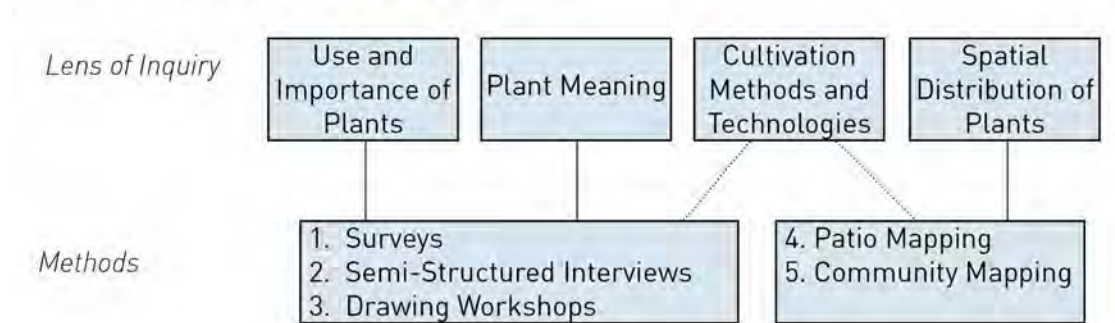 Lens of Inquiry
Use and
Importance of
Plants
Plant Meaning
Cultivation
Methods and
Technologies
Spatial
Distribution of
Plants
Methods
1. Surveys
2. Semi-Structured Interviews
3. Drawing Workshops
4. Patio Mapping
5. Community Mapping